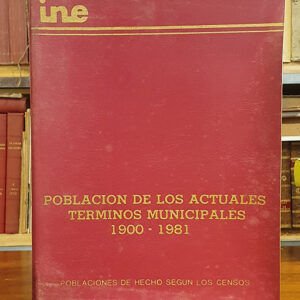 ine
POBLACION DE LOS ACTUALES
TERMINOS MUNICIPALES
1900 - 1981
POBLACIONES DE HECHO SEGUN LOS CENSOS